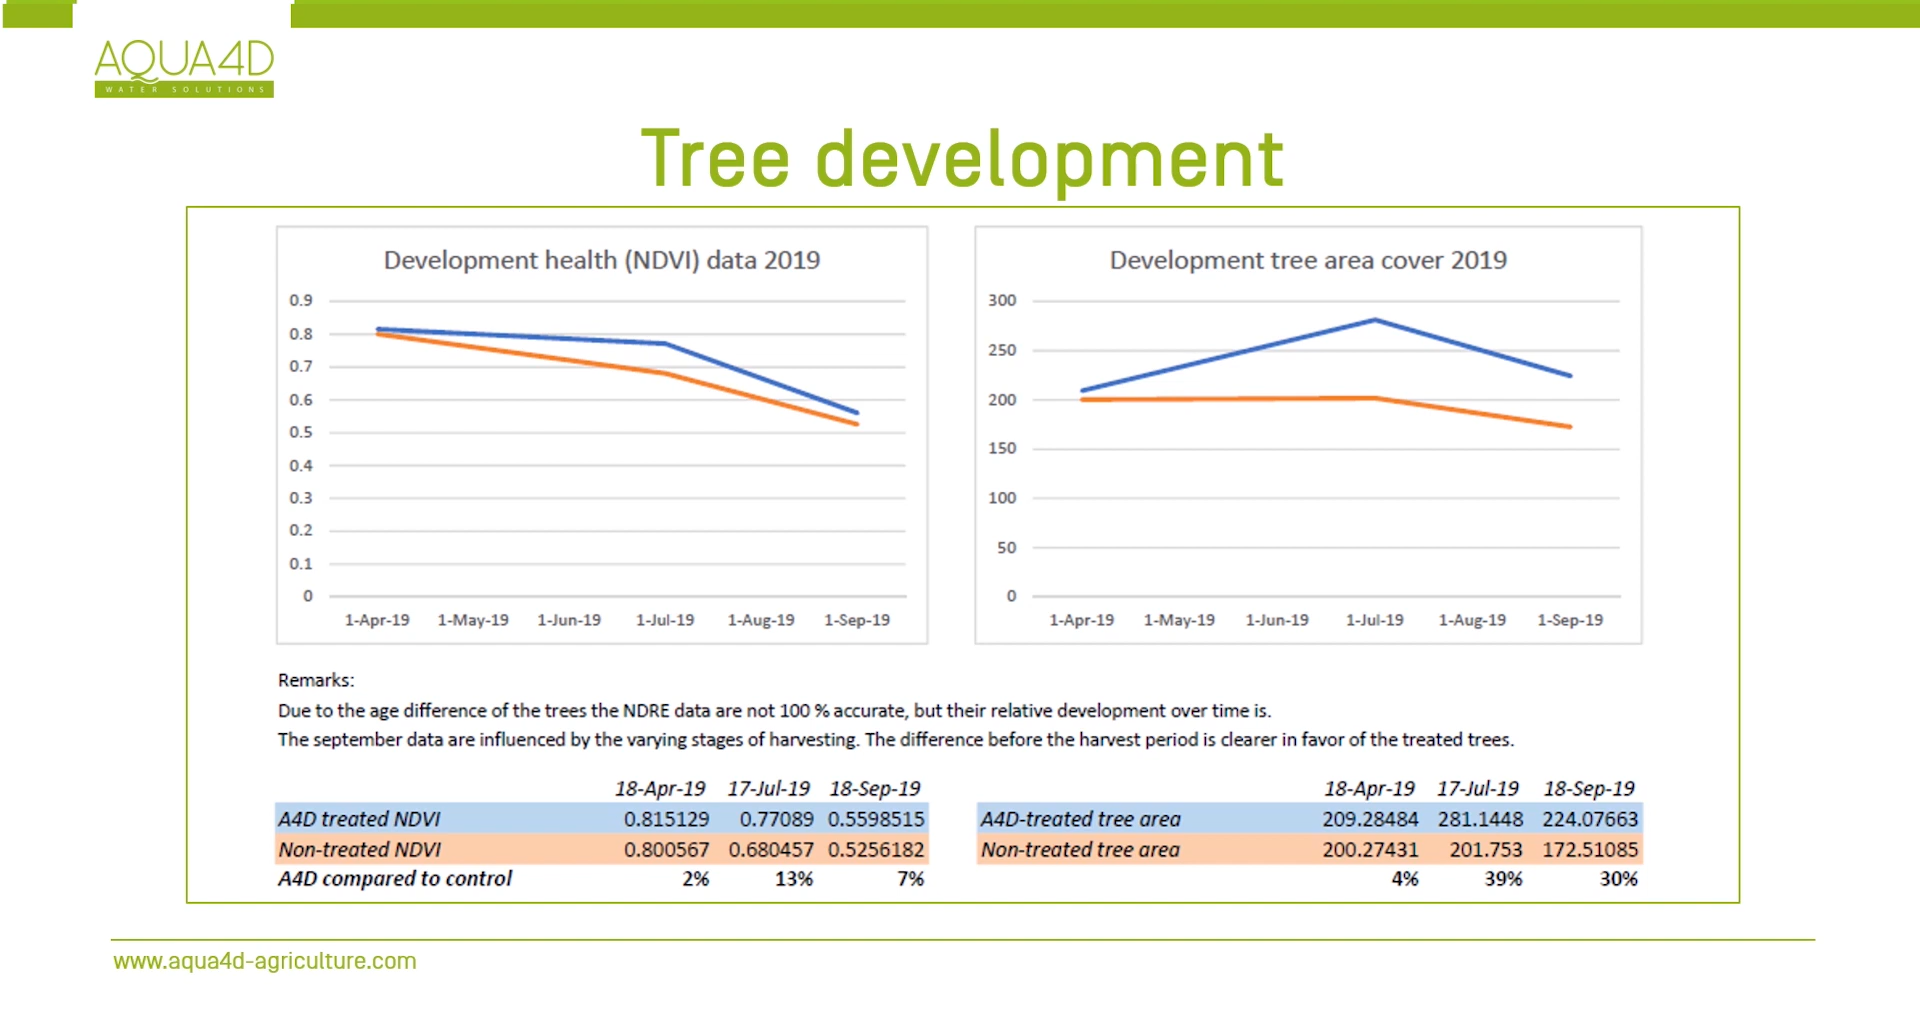 AQUA4D
WATER SOLUTIONS
Tree development
Development health (NDVI) data 2019
0.9
0.8
0.7
0.6
0.5
0.4
0.3
0.2
0.1
0
1-Apr-19 1-May-19 1-Jun-19 1-Jul-19 1-Aug-19 1-Sep-19
Development tree area cover 2019
300
250
200
150
100
50
0
1-Apr-19 1-May-19 1-Jun-19 1-Jul-19 1-Aug-19 1-Sep-19
Remarks:
Due to the age difference of the trees the NDRE data are not 100 % accurate, but their relative development over time is.
The september data are influenced by the varying stages of harvesting. The difference before the harvest period is clearer in favor of the treated trees.
18-Apr-19 17-Jul-19 18-Sep-19
A4D treated NDVI 0.815129 0.77089 0.5598515
Non-treated NDVI 0.800567 0.680457 0.5256182
A4D compared to control 2% 13% 7%
18-Apr-19 17-Jul-19 18-Sep-19
A4D-treated tree area 209.28484 281.1448 224.07663
Non-treated tree area 200.27431 201.753 172.51085
4% 39% 30%
www.aqua4d-agriculture.com